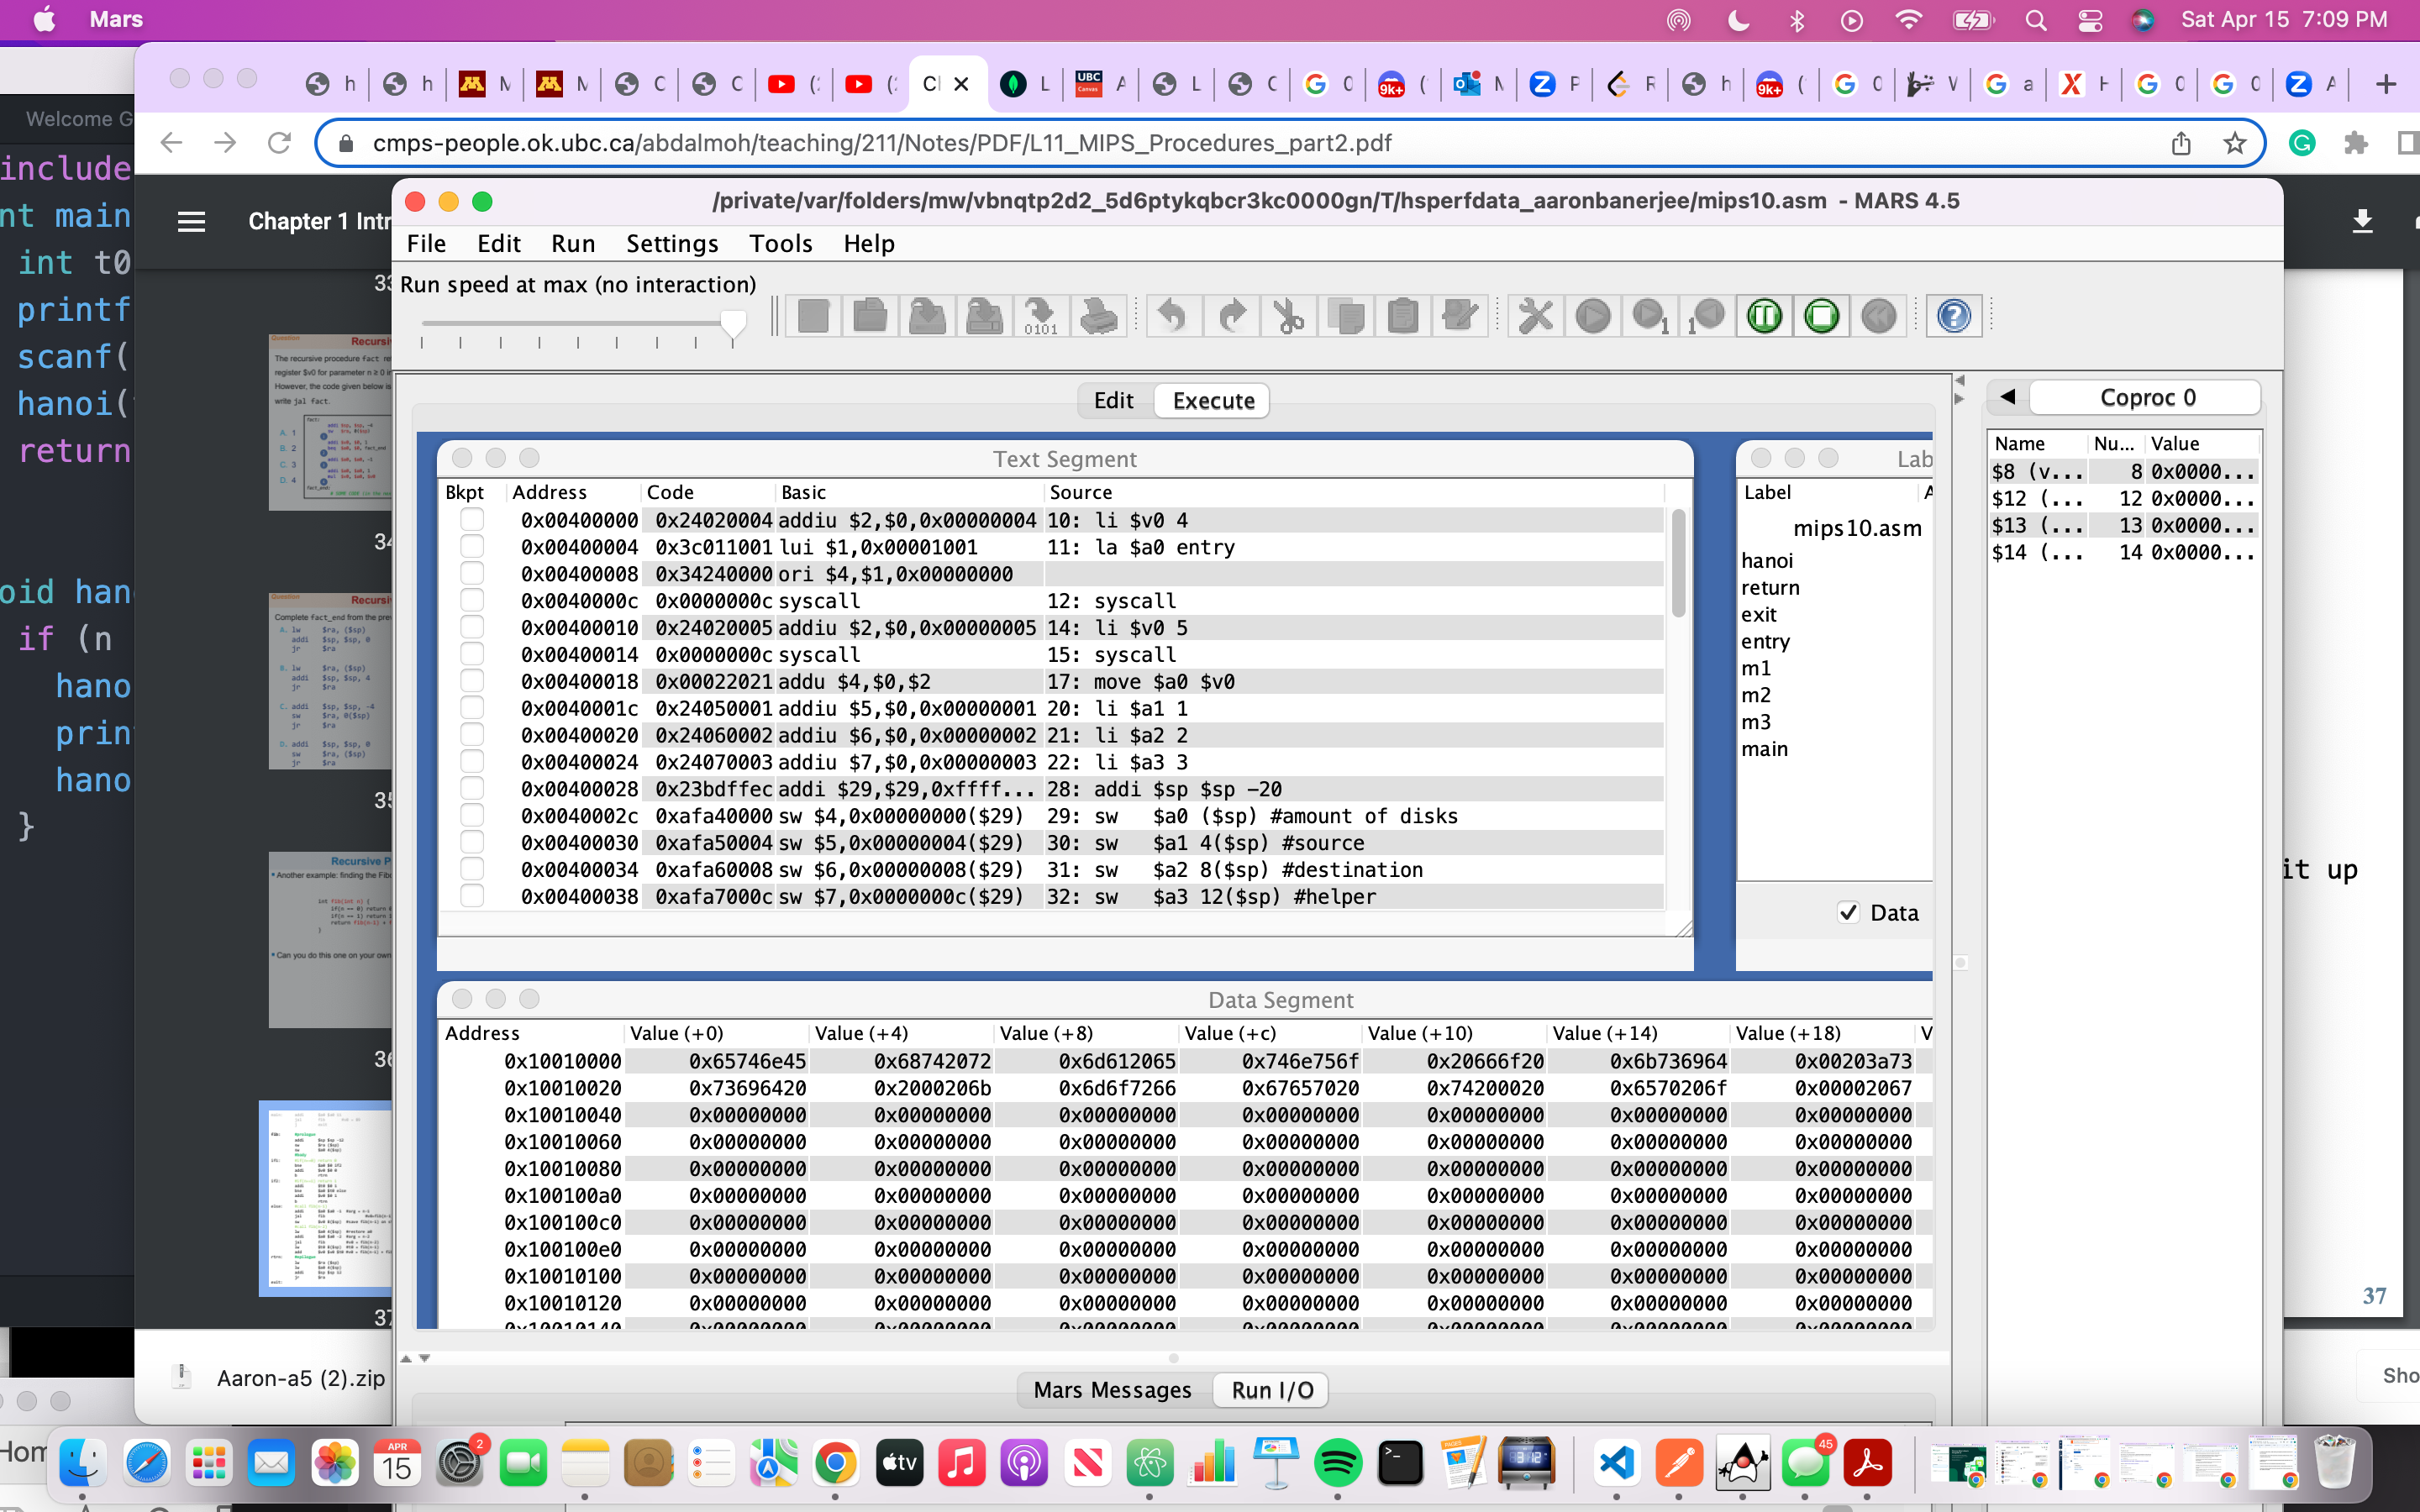 Mars
Sat Apr 15 7:09 PM
cmps-people.ok.ubc.ca/abdalmoh/teaching/211/Notes/PDF/L11_MIPS_Procedures_part2.pdf
Welcome G
include
nt main
int t0
printf
scanf(
hanoi(
return
oid han
if (n
hano
prin
hano
}
Chapter 1 Intr
/private/var/folders/mw/vbnqtp2d2_5d6ptykqbcr3kc0000gn/T/hsperfdata_aaronbanerjee/mips10.asm - MARS 4.5
File Edit Run Settings Tools Help
Run speed at max (no interaction)
Edit Execute
Text Segment
Bkpt Address Code Basic Source
0x00400000 0x24020004 addiu $2,$0,0x00000004 10: li $v0 4
0x00400004 0x3c011001 lui $1,0x00001001 11: la $a0 entry
0x00400008 0x34240000 ori $4,$1,0x00000000
0x0040000c 0x0000000c syscall 12: syscall
0x00400010 0x24020005 addiu $2,$0,0x00000005 14: li $v0 5
0x00400014 0x0000000c syscall 15: syscall
0x00400018 0x00022021 addu $4,$0,$2 17: move $a0 $v0
0x0040001c 0x24050001 addiu $5,$0,0x00000001 20: li $a1 1
0x00400020 0x24060002 addiu $6,$0,0x00000002 21: li $a2 2
0x00400024 0x24070003 addiu $7,$0,0x00000003 22: li $a3 3
0x00400028 0x23bdffec addi $29,$29,0xffff... 28: addi $sp $sp -20
0x0040002c 0xafa40000 sw $4,0x00000000($29) 29: sw $a0 ($sp) #amount of disks
0x00400030 0xafa50004 sw $5,0x00000004($29) 30: sw $a1 4($sp) #source
0x00400034 0xafa60008 sw $6,0x00000008($29) 31: sw $a2 8($sp) #destination
0x00400038 0xafa7000c sw $7,0x0000000c($29) 32: sw $a3 12($sp) #helper
Lab
Label A
mips10.asm
hanoi
return
exit
entry
m1
m2
m3
main
Data
Coproc 0
Name Nu... Value
$8 (v... 8 0x0000...
$12 (... 12 0x0000...
$13 (... 13 0x0000...
$14 (... 14 0x0000...
it up
37
Data Segment
Address Value (+0) Value (+4) Value (+8) Value (+c) Value (+10) Value (+14) Value (+18) V
0x10010000 0x65746e45 0x68742072 0x6d612065 0x746e756f 0x20666f20 0x6b736964 0x00203a73
0x10010020 0x73696420 0x2000206b 0x6d6f7266 0x67657020 0x74200020 0x6570206f 0x00002067
0x10010040 0x00000000 0x00000000 0x00000000 0x00000000 0x00000000 0x00000000 0x00000000
0x10010060 0x00000000 0x00000000 0x00000000 0x00000000 0x00000000 0x00000000 0x00000000
0x10010080 0x00000000 0x00000000 0x00000000 0x00000000 0x00000000 0x00000000 0x00000000
0x100100a0 0x00000000 0x00000000 0x00000000 0x00000000 0x00000000 0x00000000 0x00000000
0x100100c0 0x00000000 0x00000000 0x00000000 0x00000000 0x00000000 0x00000000 0x00000000
0x100100e0 0x00000000 0x00000000 0x00000000 0x00000000 0x00000000 0x00000000 0x00000000
0x10010100 0x00000000 0x00000000 0x00000000 0x00000000 0x00000000 0x00000000 0x00000000
0x10010120 0x00000000 0x00000000 0x00000000 0x00000000 0x00000000 0x00000000 0x00000000
Mars Messages Run I/O
Aaron-a5 (2).zip
Sho
Hom
APR
15
2
tv
45